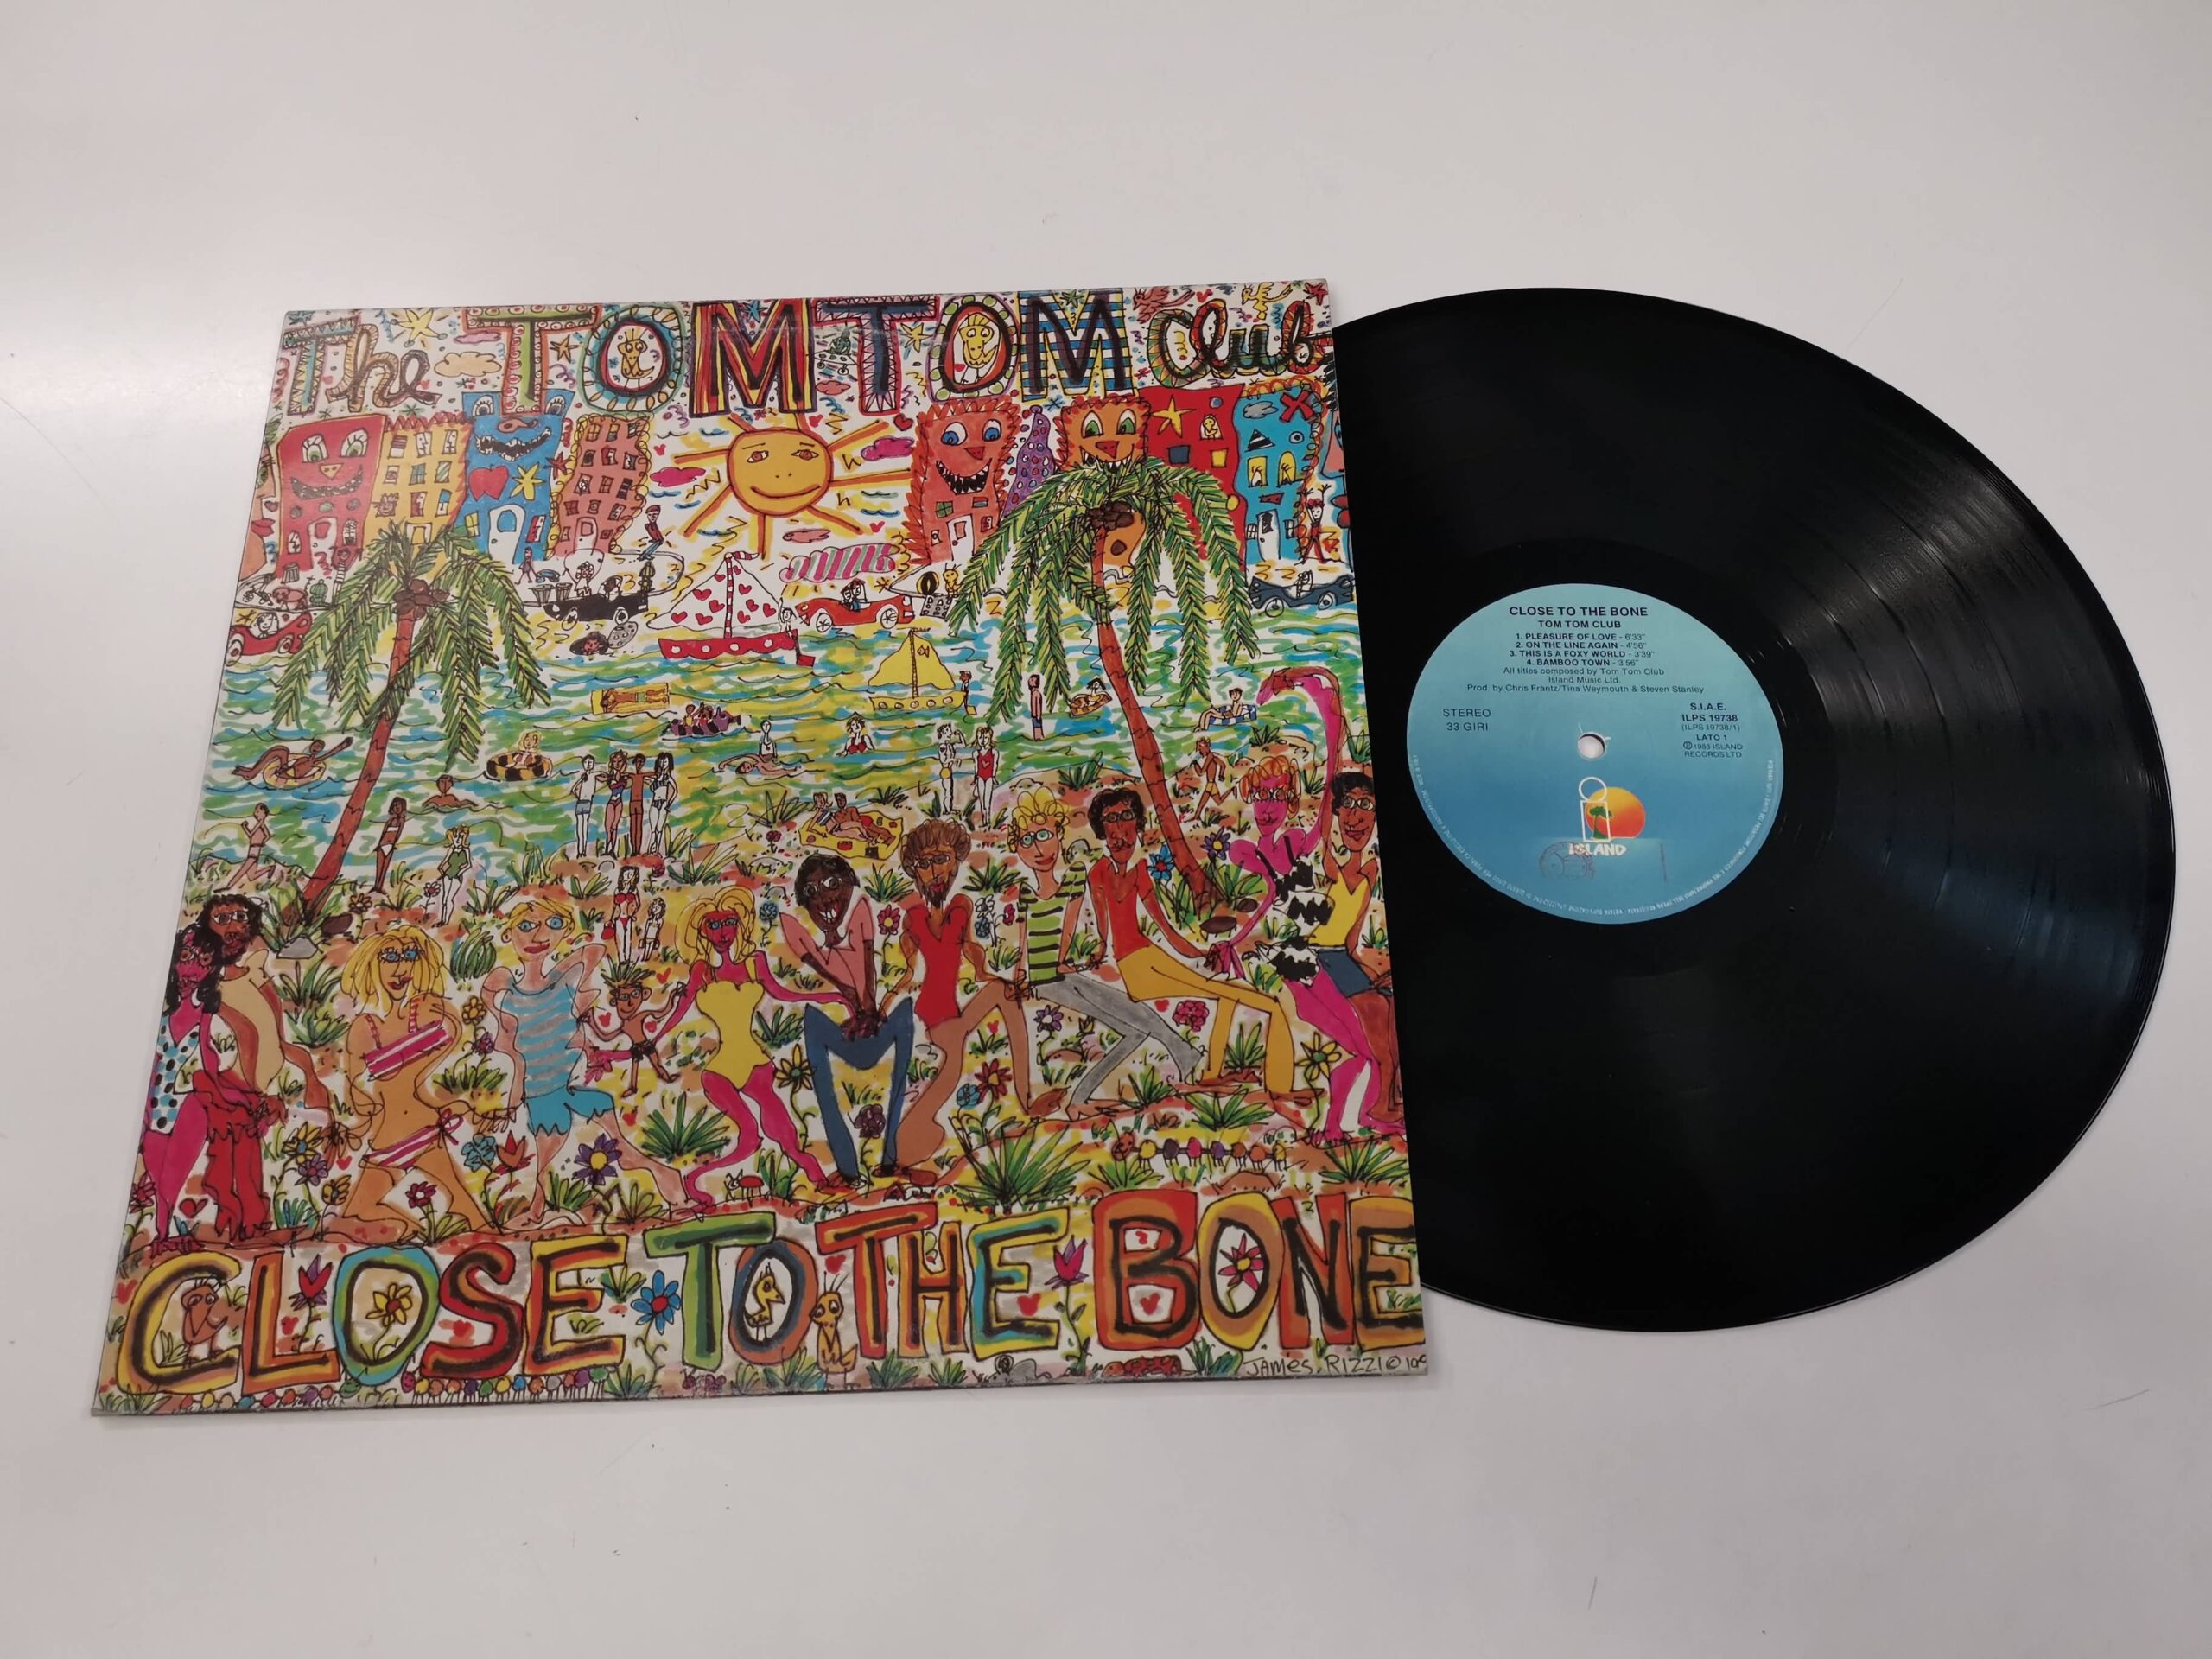 The TOM TOM Club
CLOSE TO THE BONE
JAMES RIZZI ©
CLOSE TO THE BONE
TOM TOM CLUB
1. PLEASURE OF LOVE - 6'33"
2. ON THE LINE AGAIN - 4'56"
3. THIS IS A FOXY WORLD - 3'39"
4. BAMBOO TOWN - 3'56"
All titles composed by Tom Tom Club
Island Music Ltd.
Prod. by Chris Frantz/Tina Weymouth & Steven Stanley
STEREO
33 GIRI
S.I.A.E.
ILPS 19738
(ILPS 19738/1)
LATO 1
Ⓟ 1983 ISLAND
RECORDS LTD
ISLAND